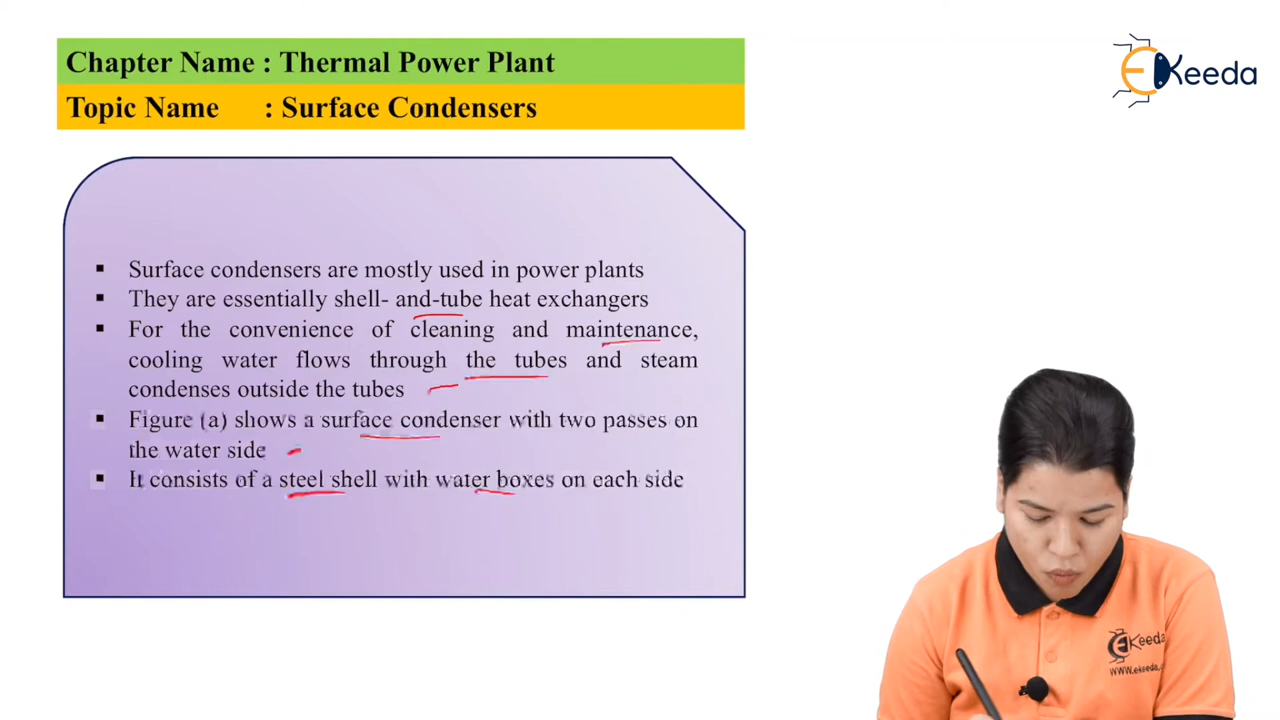 Chapter Name : Thermal Power Plant
Topic Name : Surface Condensers
EKeeda
▪ Surface condensers are mostly used in power plants
▪ They are essentially shell- and-tube heat exchangers
▪ For the convenience of cleaning and maintenance,
cooling water flows through the tubes and steam
condenses outside the tubes
▪ Figure (a) shows a surface condenser with two passes on
the water side
▪ It consists of a steel shell with water boxes on each side
EKeeda